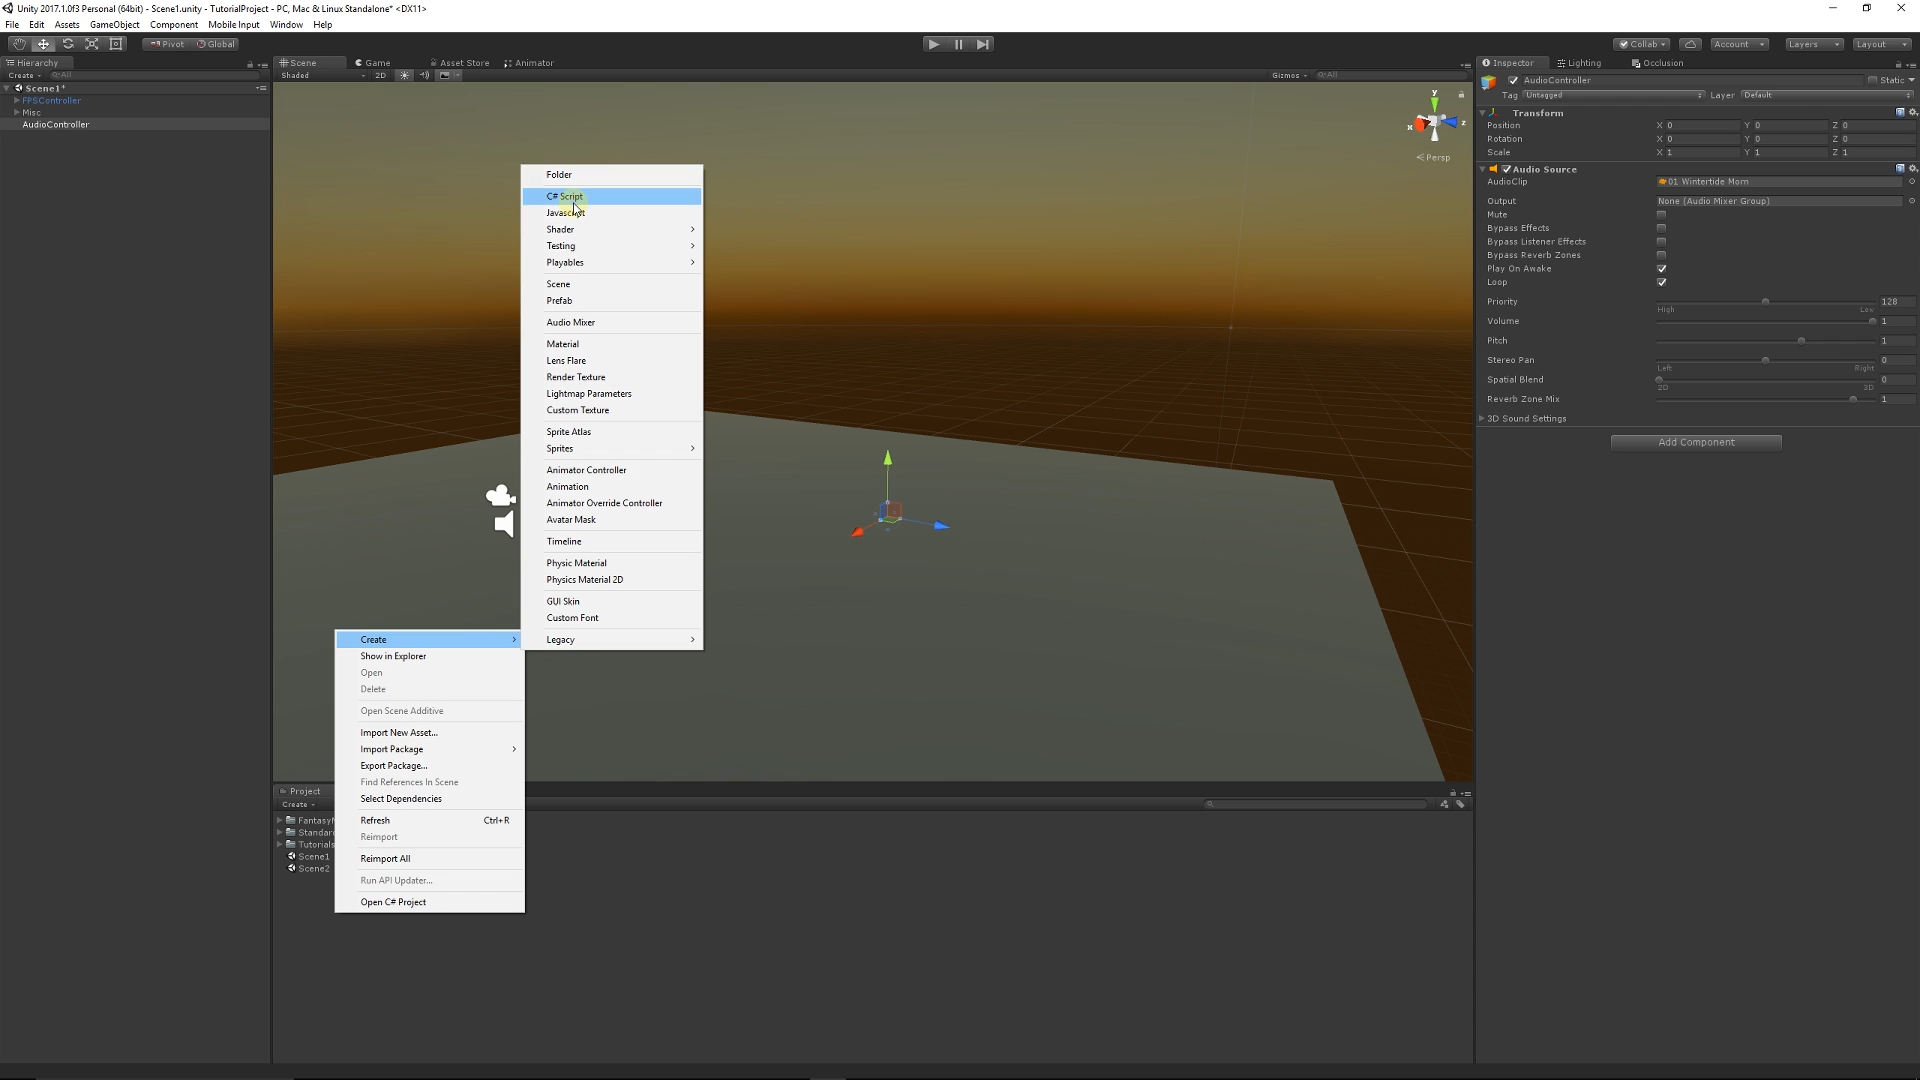 Unity 2017.1.0f3 Personal (64bit) - Scene1.unity - TutorialProject - PC, Mac & Linux Standalone* <DX11>
File Edit Assets GameObject Component Mobile Input Window Help
Pivot Global Collab Account Layers Layout
Hierarchy
Create All
Scene1*
FPSController
Misc
AudioController
Scene Game Asset Store Animator
Shaded 2D Gizmos All
y
x z
Persp
Folder
C# Script
Javascript
Shader
Testing
Playables
Scene
Prefab
Audio Mixer
Material
Lens Flare
Render Texture
Lightmap Parameters
Custom Texture
Sprite Atlas
Sprites
Animator Controller
Animation
Animator Override Controller
Avatar Mask
Timeline
Physic Material
Physics Material 2D
GUI Skin
Custom Font
Legacy
Create
Show in Explorer
Open
Delete
Open Scene Additive
Import New Asset...
Import Package
Export Package...
Find References In Scene
Select Dependencies
Refresh Ctrl+R
Reimport
Reimport All
Run API Updater...
Open C# Project
Project
Create
Scene1
Scene2
Inspector Lighting Occlusion
AudioController Static
Tag Untagged Layer Default
Transform
Position X 0 Y 0 Z 0
Rotation X 0 Y 0 Z 0
Scale X 1 Y 1 Z 1
Audio Source
AudioClip 01 Wintertide Morn
Output None (Audio Mixer Group)
Mute
Bypass Effects
Bypass Listener Effects
Bypass Reverb Zones
Play On Awake
Loop
Priority 128
High Low
Volume 1
Pitch 1
Stereo Pan 0
Left Right
Spatial Blend 0
2D 3D
Reverb Zone Mix 1
3D Sound Settings
Add Component